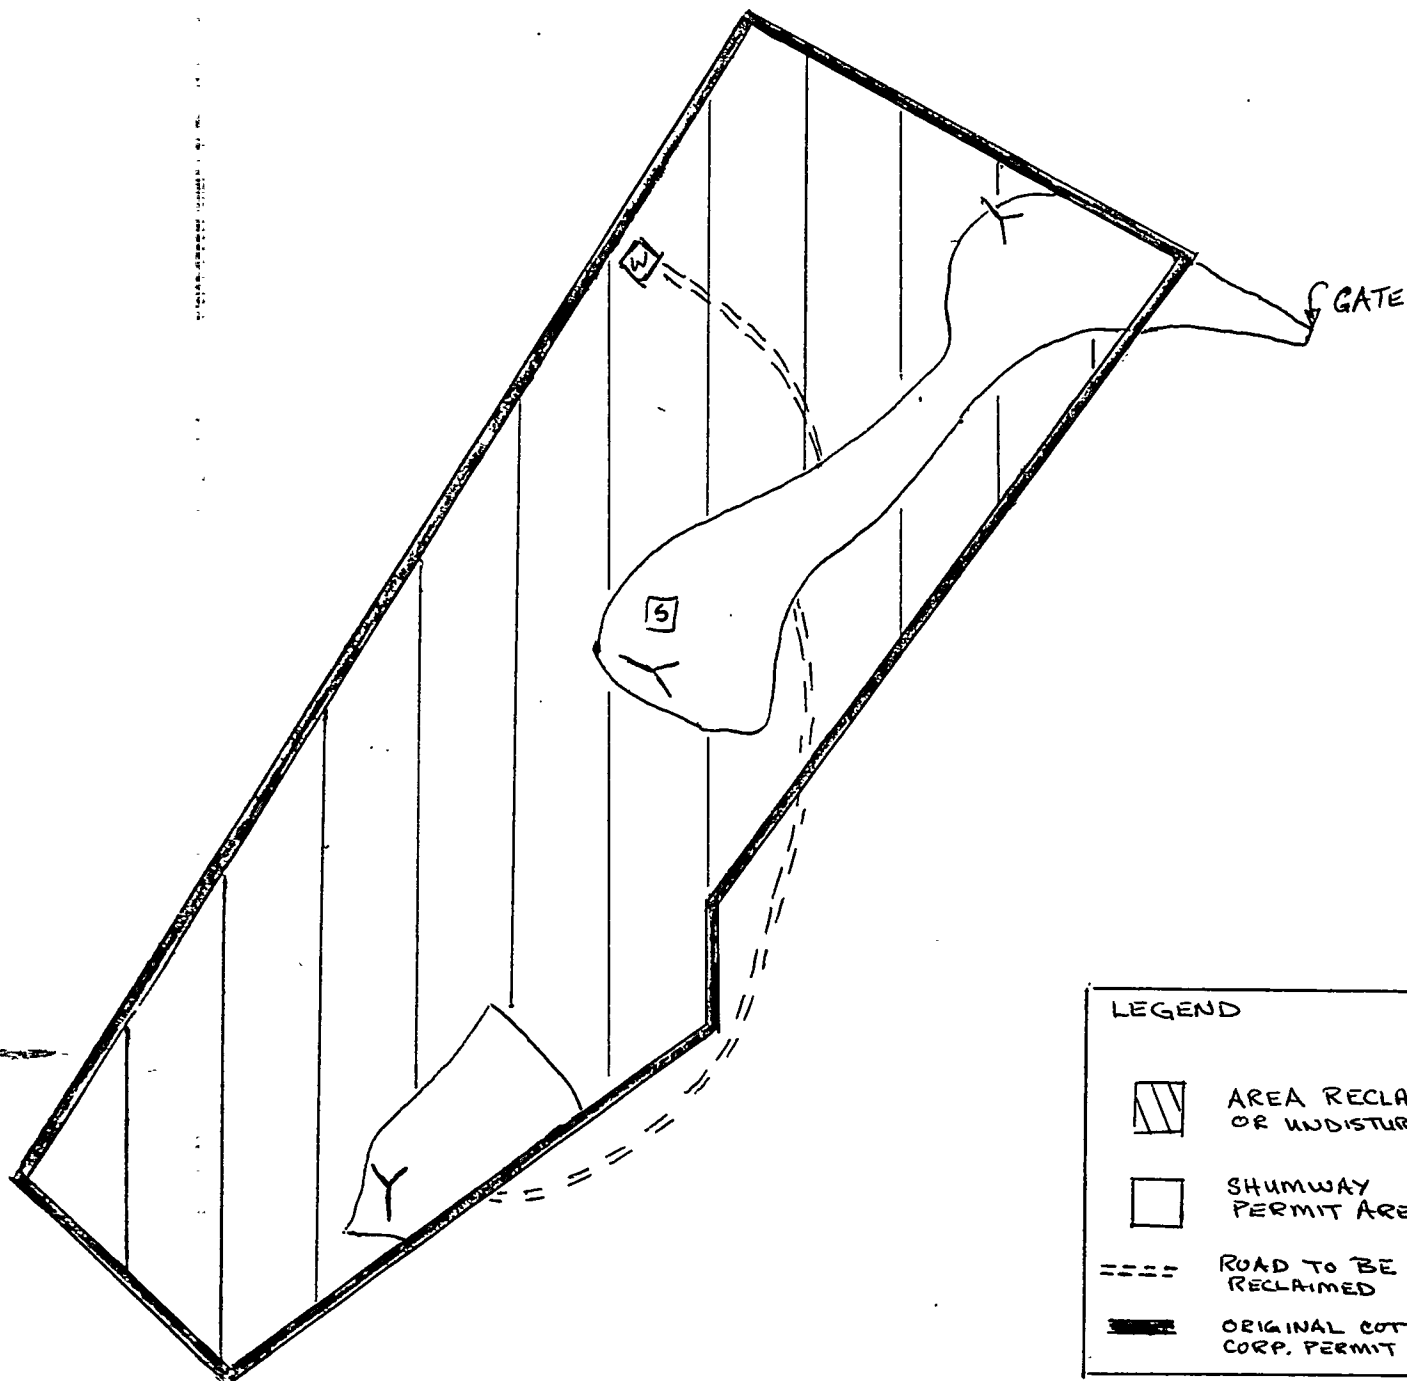 W
GATE
S
LEGEND
AREA RECLA
OR UNDISTUR
SHUMWAY
PERMIT ARE
ROAD TO BE
RECLAIMED
ORIGINAL COT
CORP. PERMIT